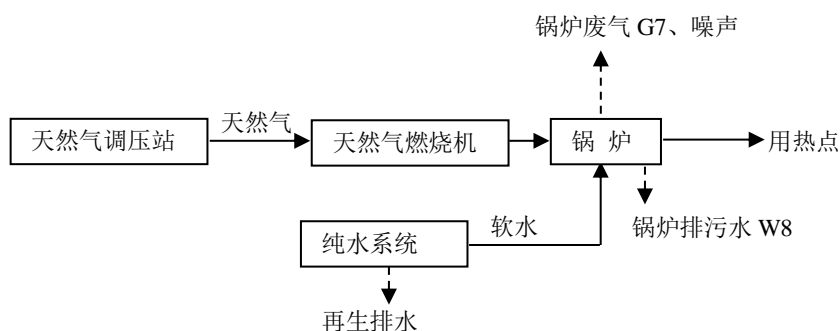 锅炉废气 G7、噪声
天然气调压站
天然气
天然气燃烧机
锅 炉
用热点
纯水系统
软水
锅炉排污水 W8
再生排水